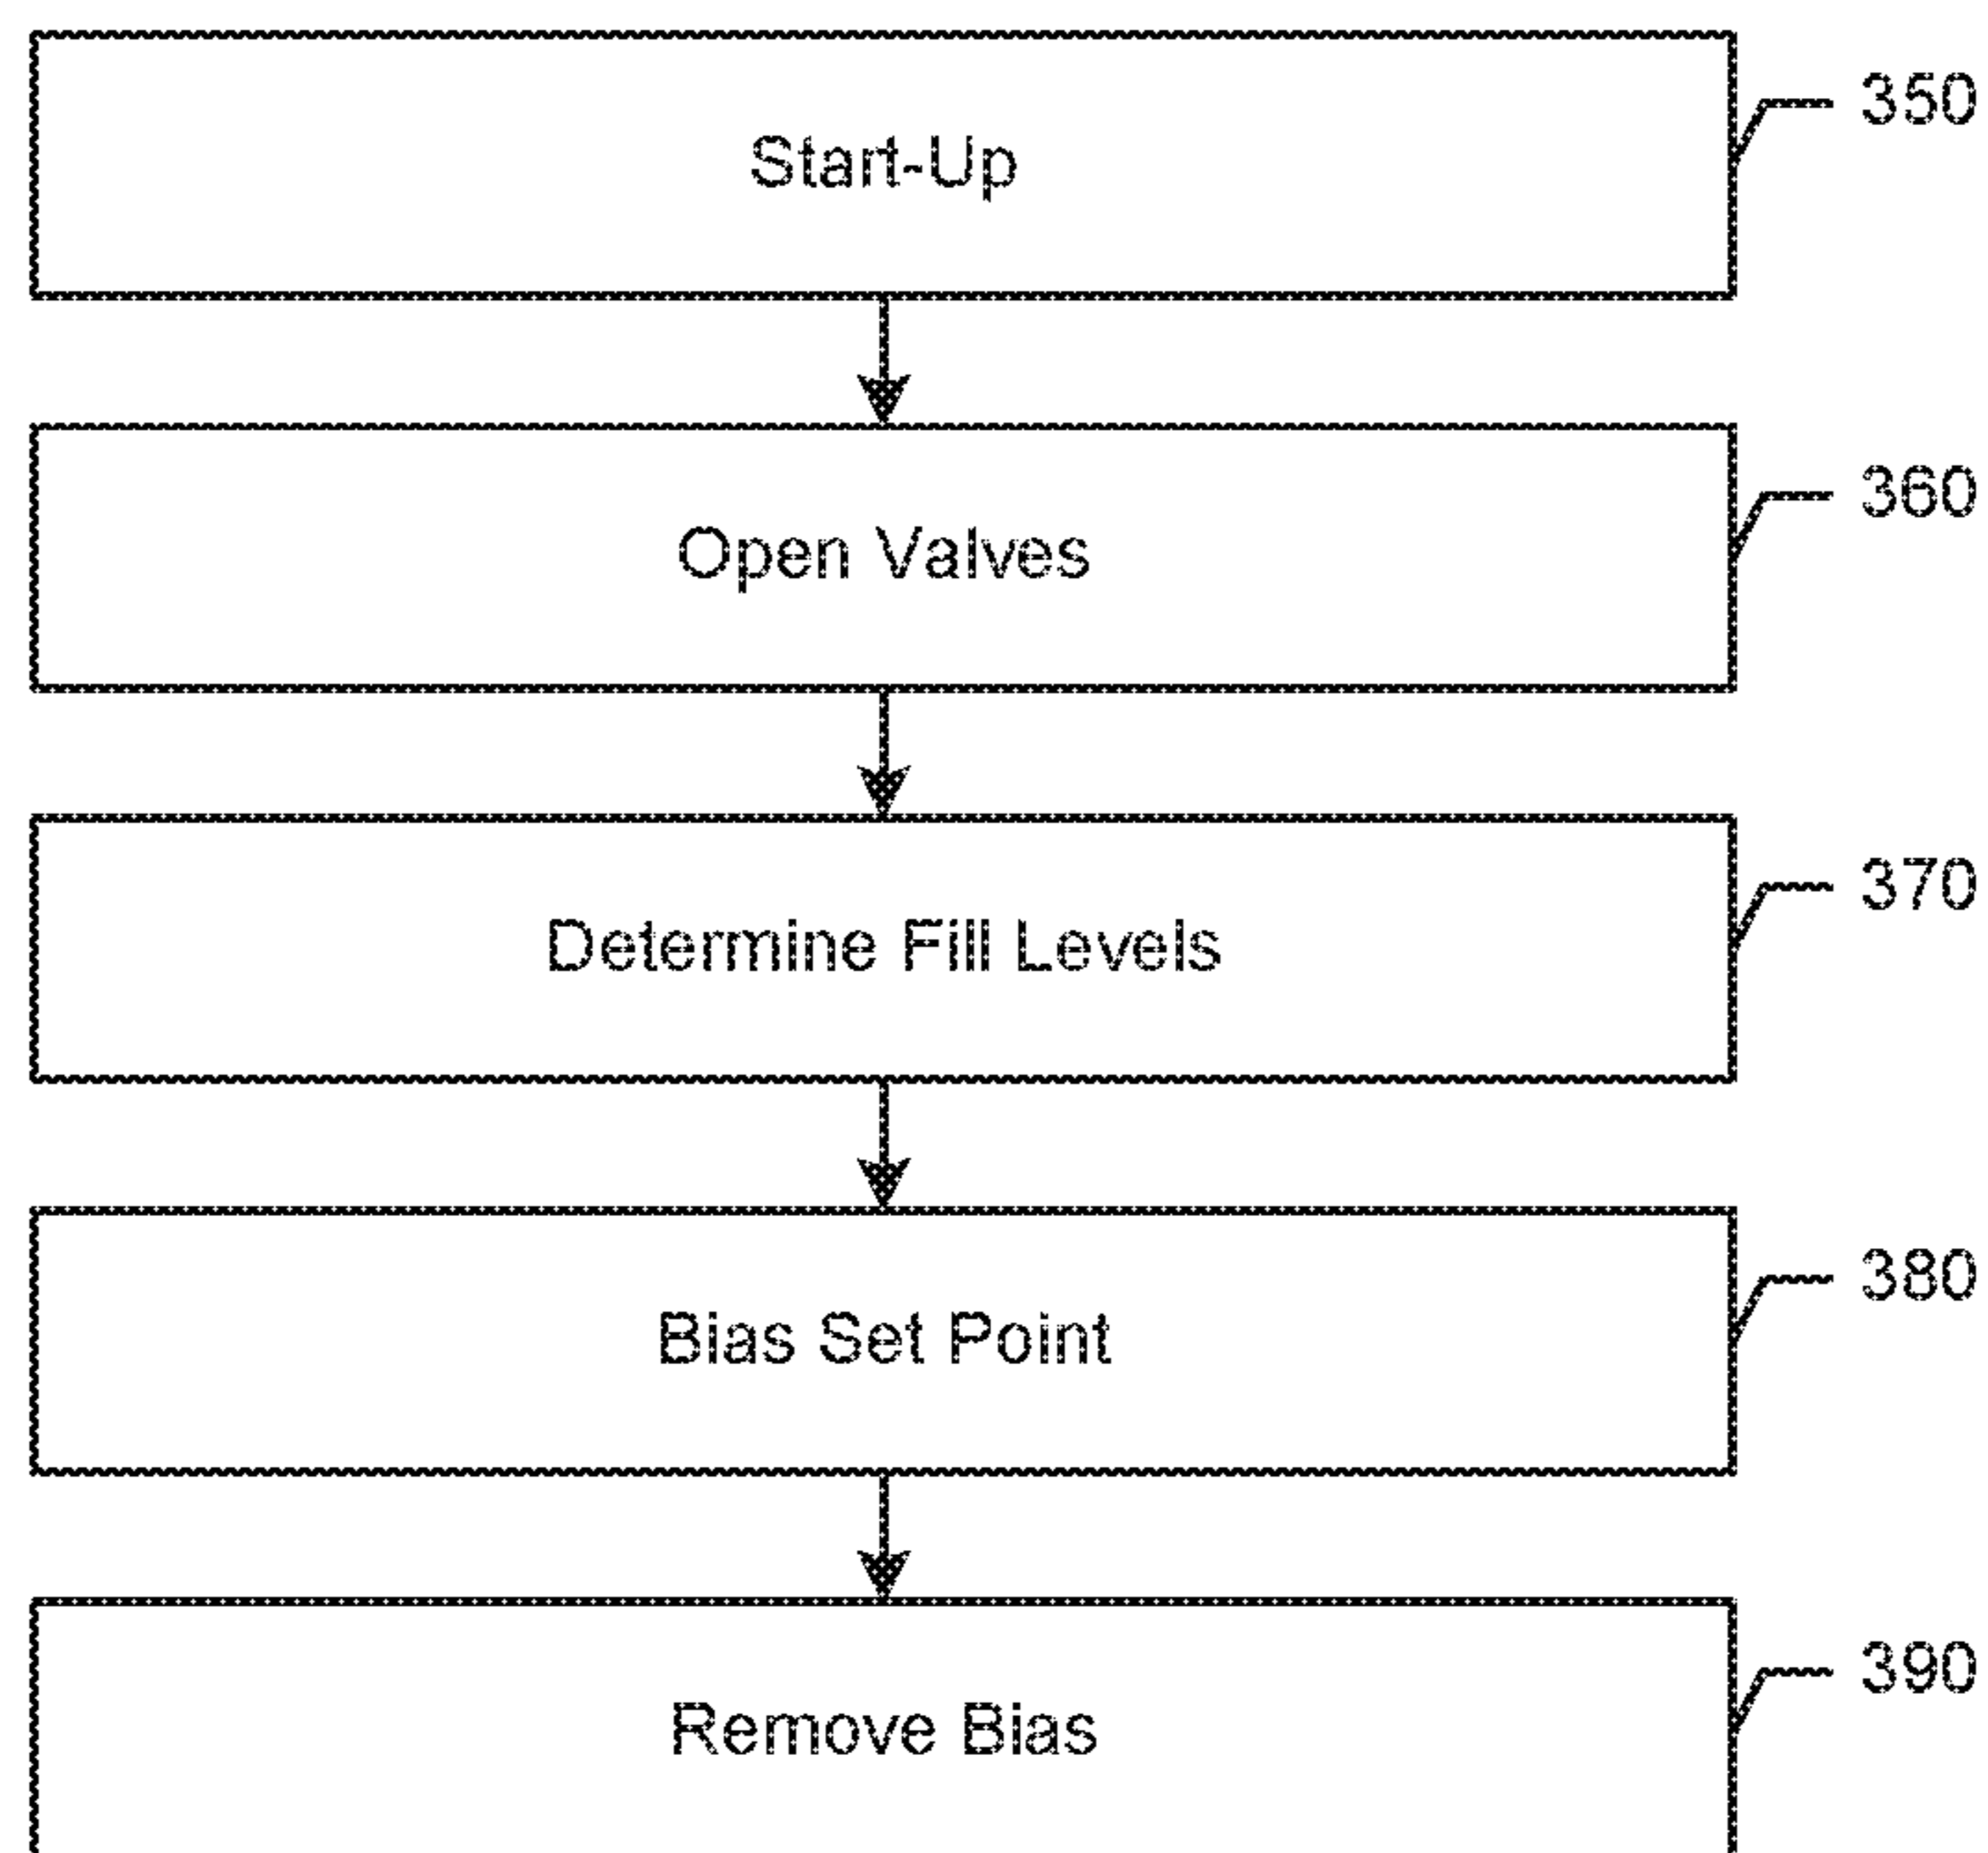 Start-Up
350
Open Valves
360
Determine Fill Levels
370
Bias Set Point
380
Remove Bias
390